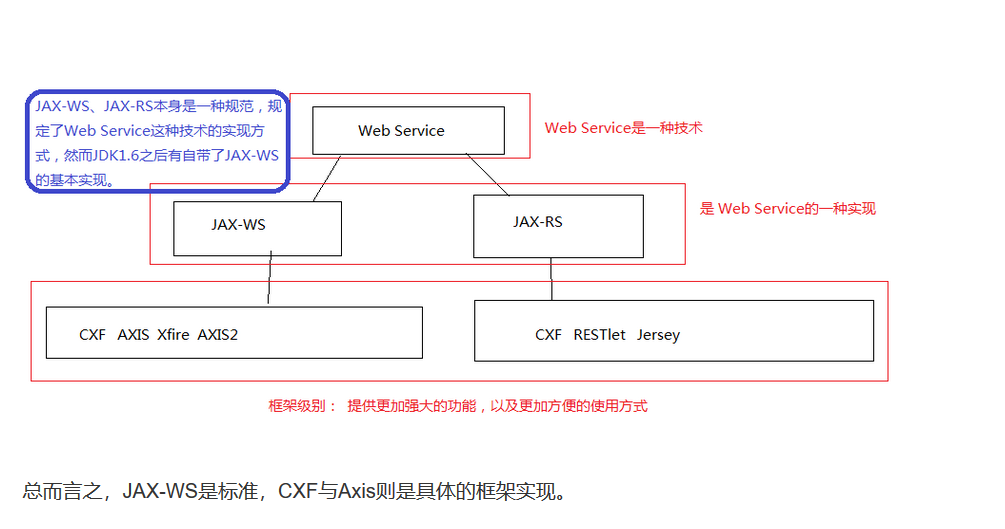 JAX-WS、JAX-RS本身是一种规范，规
定了Web Service这种技术的实现方
式，然而JDK1.6之后有自带了JAX-WS
的基本实现。
Web Service
Web Service是一种技术
JAX-WS
JAX-RS
是 Web Service的一种实现
CXF AXIS Xfire AXIS2
CXF RESTlet Jersey
框架级别： 提供更加强大的功能，以及更加方便的使用方式
总而言之，JAX-WS是标准，CXF与Axis则是具体的框架实现。